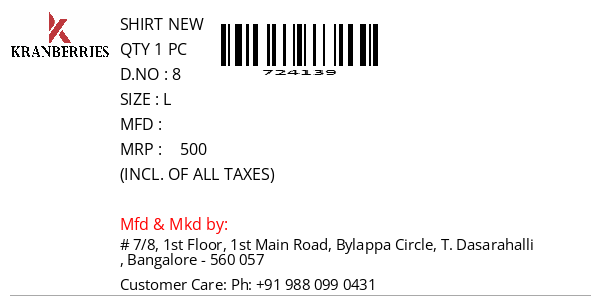 KRANBERRIES
SHIRT NEW
QTY 1 PC
D.NO : 8
SIZE : L
MFD :
MRP : 500
(INCL. OF ALL TAXES)
724139
Mfd & Mkd by:
# 7/8, 1st Floor, 1st Main Road, Bylappa Circle, T. Dasarahalli
, Bangalore - 560 057
Customer Care: Ph: +91 988 099 0431